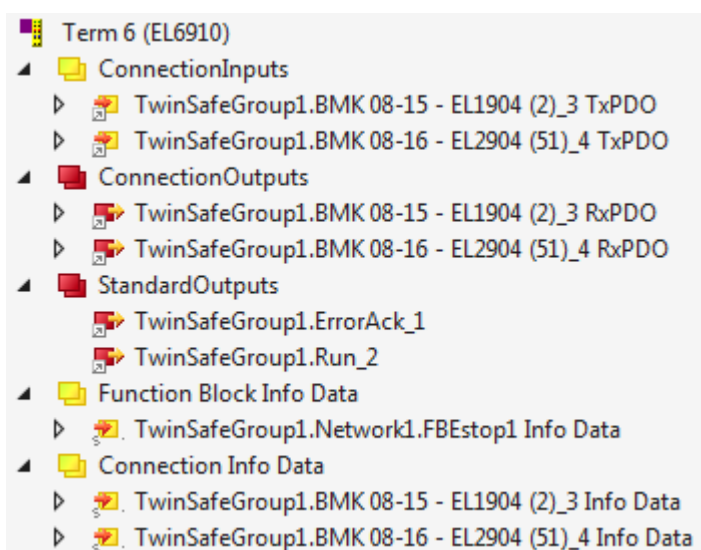 Term 6 (EL6910)
ConnectionInputs
TwinSafeGroup1.BMK 08-15 - EL1904 (2)_3 TxPDO
TwinSafeGroup1.BMK 08-16 - EL2904 (51)_4 TxPDO
ConnectionOutputs
TwinSafeGroup1.BMK 08-15 - EL1904 (2)_3 RxPDO
TwinSafeGroup1.BMK 08-16 - EL2904 (51)_4 RxPDO
StandardOutputs
TwinSafeGroup1.ErrorAck_1
TwinSafeGroup1.Run_2
Function Block Info Data
TwinSafeGroup1.Network1.FBEstop1 Info Data
Connection Info Data
TwinSafeGroup1.BMK 08-15 - EL1904 (2)_3 Info Data
TwinSafeGroup1.BMK 08-16 - EL2904 (51)_4 Info Data